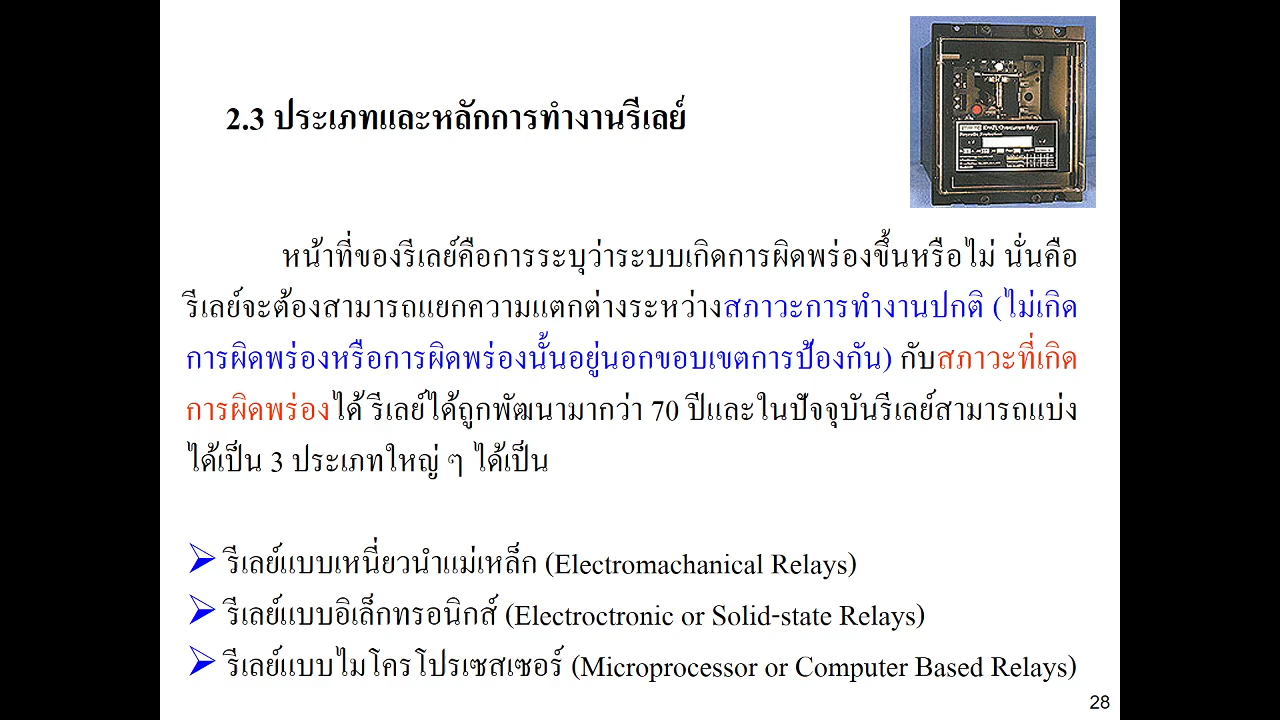 2.3 ประเภทและหลักการทำงานรีเลย์
หน้าที่ของรีเลย์คือการระบุว่าระบบเกิดการผิดพร่องขึ้นหรือไม่ นั่นคือ
รีเลย์จะต้องสามารถแยกความแตกต่างระหว่างสภาวะการทำงานปกติ (ไม่เกิด
การผิดพร่องหรือการผิดพร่องนั้นอยู่นอกขอบเขตการป้องกัน) กับสภาวะที่เกิด
การผิดพร่องได้ รีเลย์ได้ถูกพัฒนามากว่า 70 ปีและในปัจจุบันรีเลย์สามารถแบ่ง
ได้เป็น 3 ประเภทใหญ่ ๆ ได้เป็น
รีเลย์แบบเหนี่ยวนำแม่เหล็ก (Electromachanical Relays)
รีเลย์แบบอิเล็กทรอนิกส์ (Electroctronic or Solid-state Relays)
รีเลย์แบบไมโครโปรเซสเซอร์ (Microprocessor or Computer Based Relays)
28